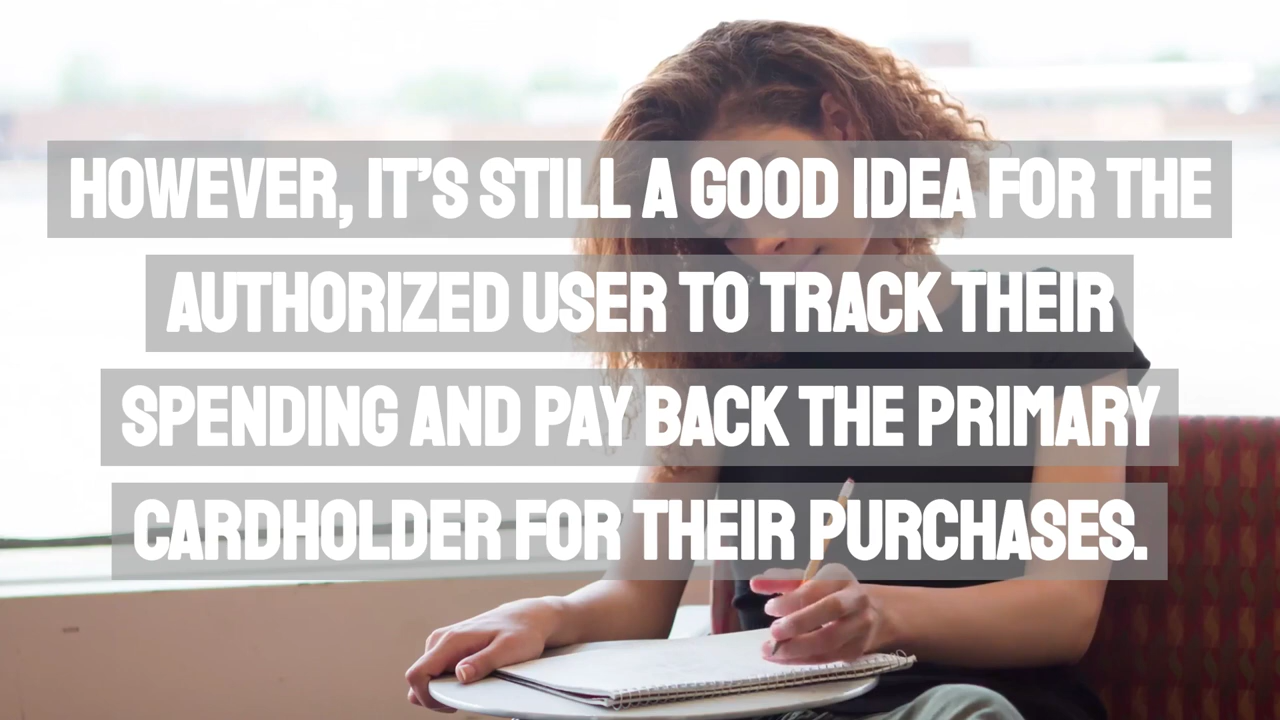 HOWEVER, IT’S STILL A GOOD IDEA FOR THE
AUTHORIZED USER TO TRACK THEIR
SPENDING AND PAY BACK THE PRIMARY
CARDHOLDER FOR THEIR PURCHASES.